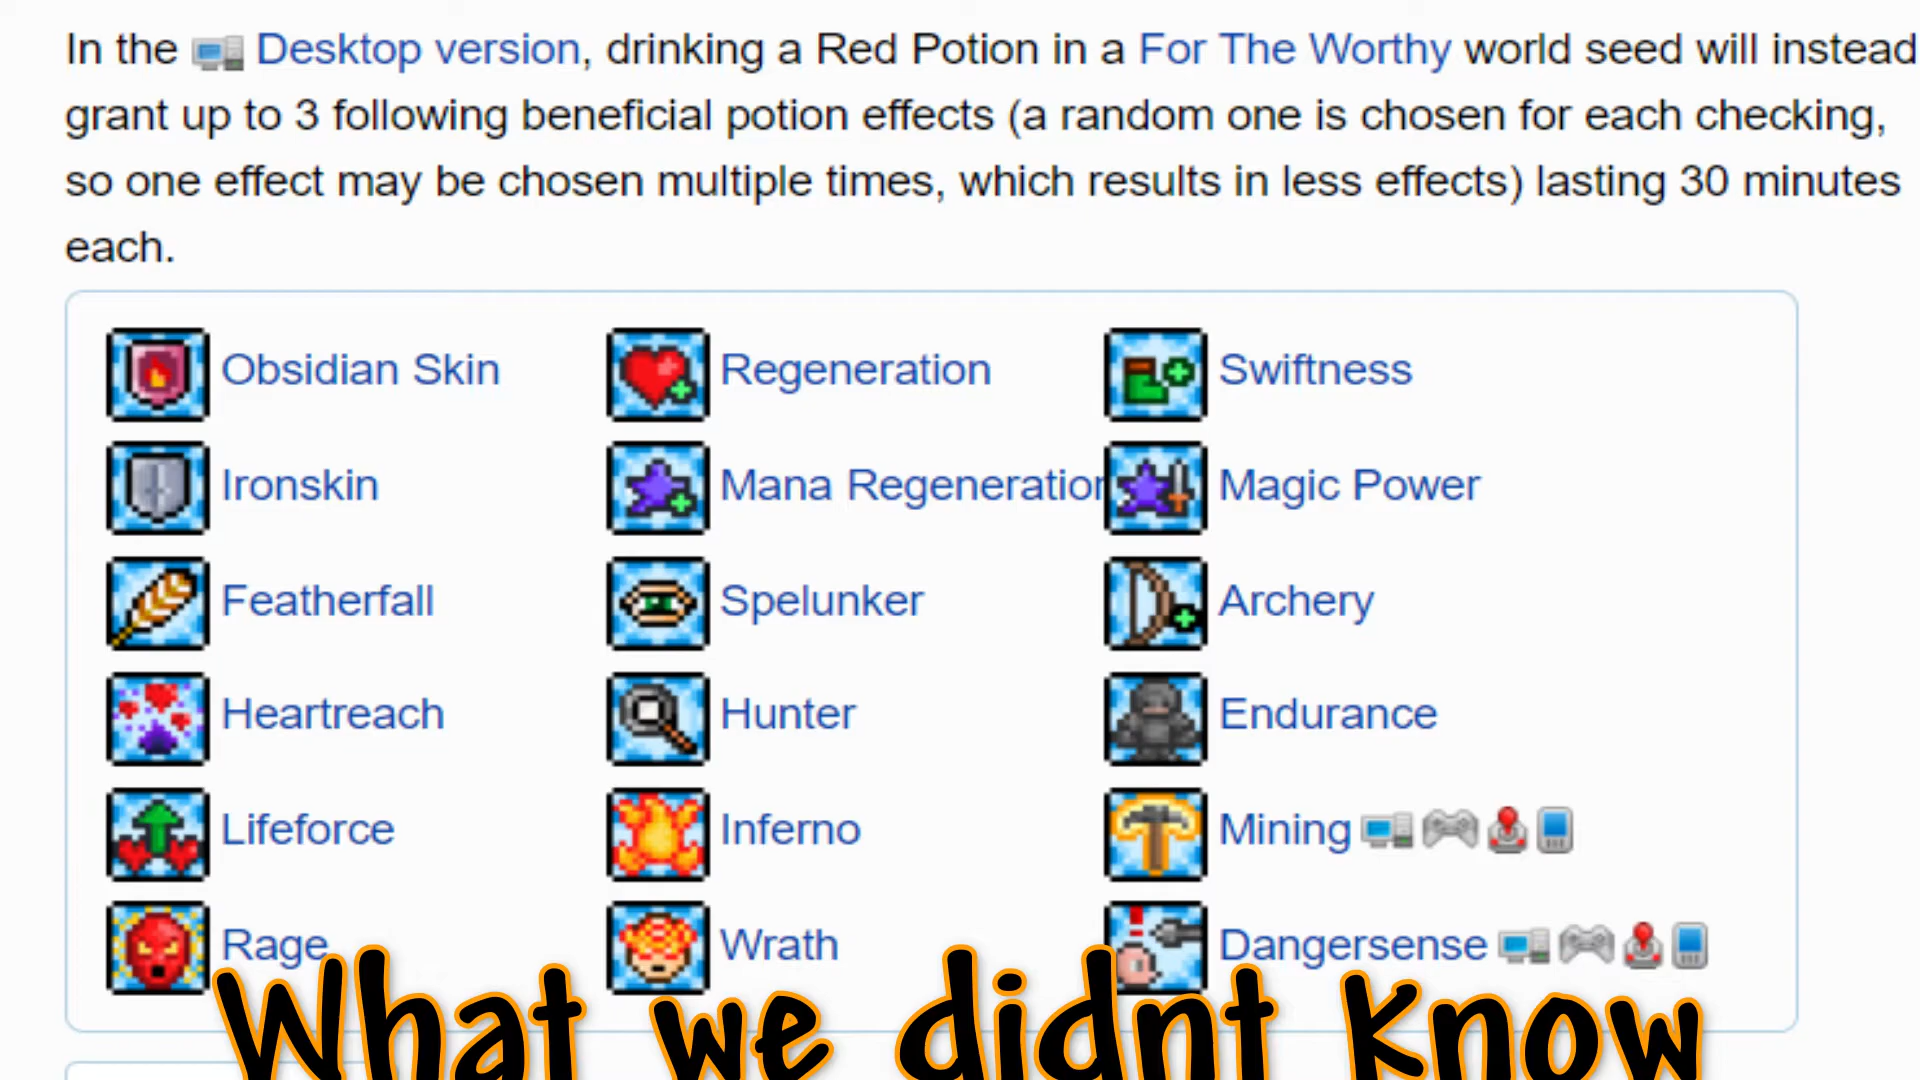 In the Desktop version, drinking a Red Potion in a For The Worthy world seed will instead
grant up to 3 following beneficial potion effects (a random one is chosen for each checking,
so one effect may be chosen multiple times, which results in less effects) lasting 30 minutes
each.
Obsidian Skin Regeneration Swiftness
Ironskin Mana Regeneration Magic Power
Featherfall Spelunker Archery
Heartreach Hunter Endurance
Lifeforce Inferno Mining
Rage Wrath Dangersense
What we didnt know